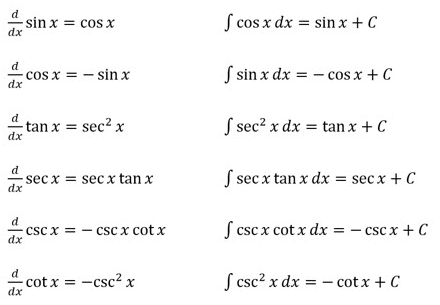 d/dx sin x = cos x    ∫ cos x dx = sin x + C
d/dx cos x = − sin x    ∫ sin x dx = − cos x + C
d/dx tan x = sec² x    ∫ sec² x dx = tan x + C
d/dx sec x = sec x tan x    ∫ sec x tan x dx = sec x + C
d/dx csc x = − csc x cot x    ∫ csc x cot x dx = − csc x + C
d/dx cot x = −csc² x    ∫ csc² x dx = − cot x + C